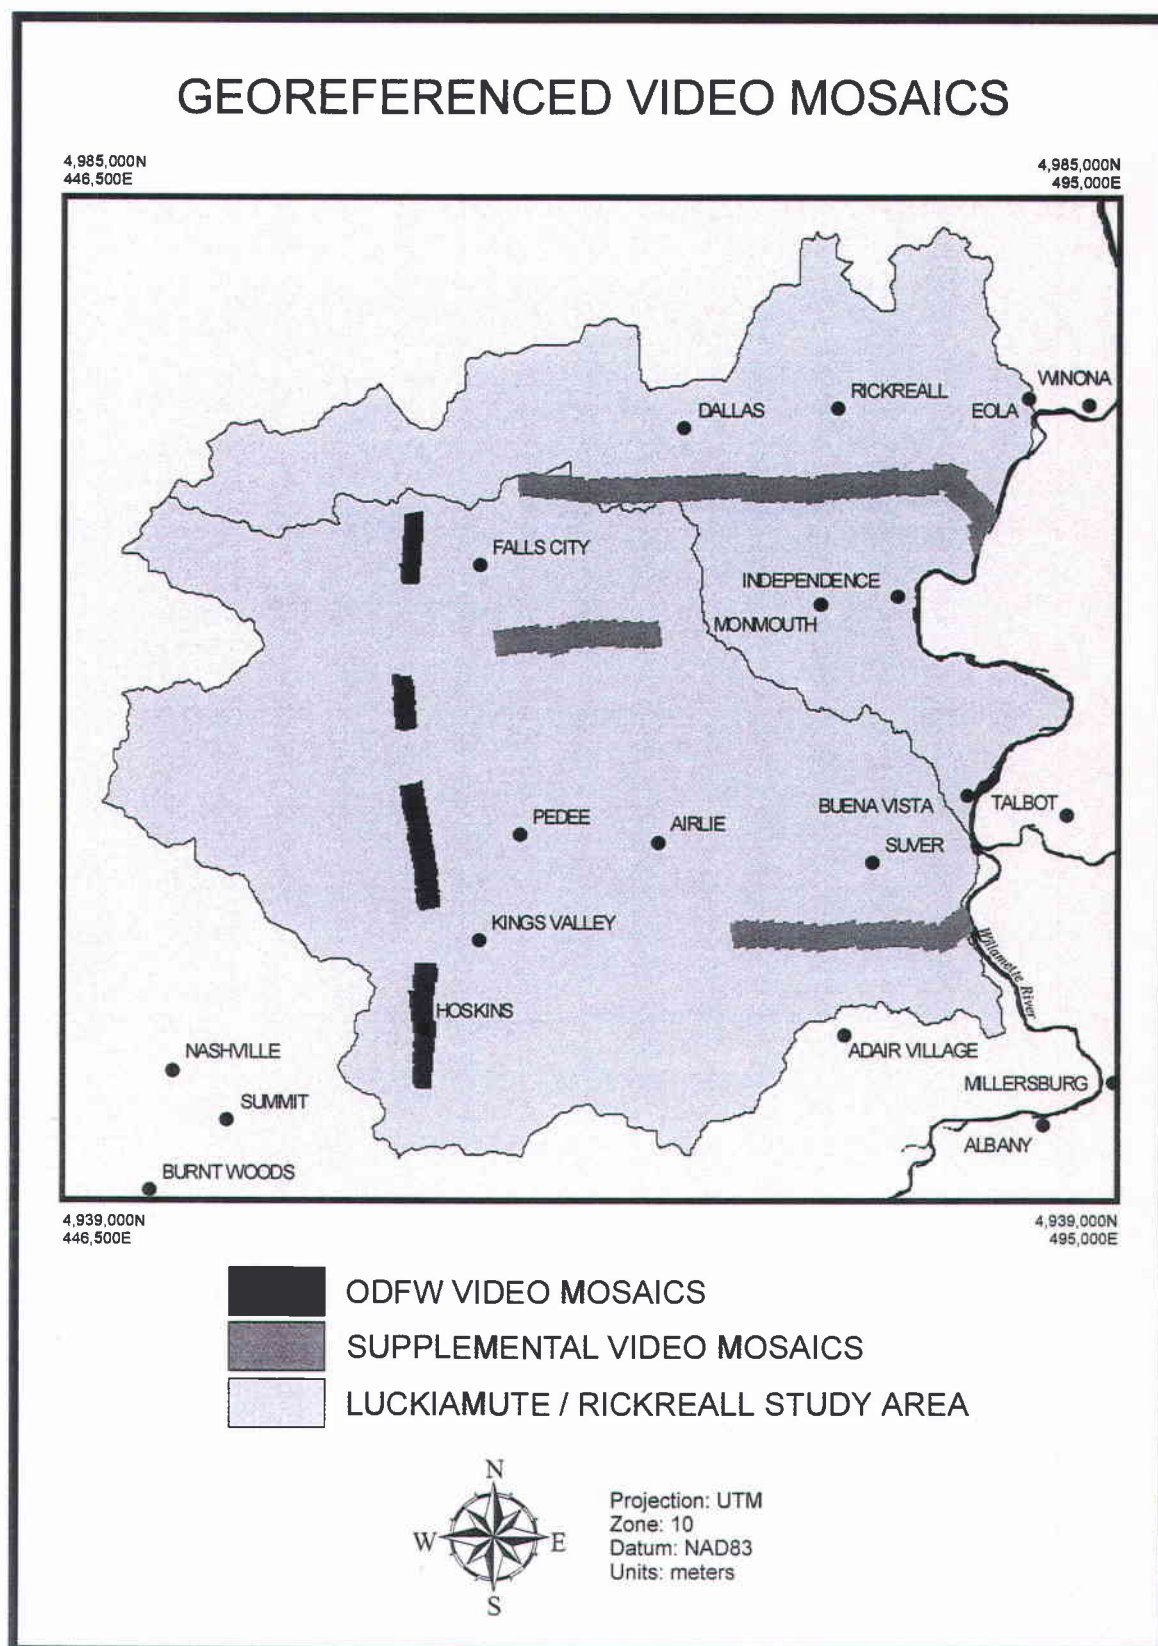 GEOREFERENCED VIDEO MOSAICS
4,985,000N
446,500E
4,985,000N
495,000E
WINONA
RICKREALL
EOLA
DALLAS
FALLS CITY
INDEPENDENCE
MONMOUTH
BUENA VISTA
TALBOT
PEDEE
AIRLIE
SUVER
KINGS VALLEY
Willamette River
HOSKINS
NASHVILLE
ADAIR VILLAGE
MILLERSBURG
SUMMIT
ALBANY
BURNT WOODS
4,939,000N
446,500E
4,939,000N
495,000E
ODFW VIDEO MOSAICS
SUPPLEMENTAL VIDEO MOSAICS
LUCKIAMUTE / RICKREALL STUDY AREA
N
W
E
S
Projection: UTM
Zone: 10
Datum: NAD83
Units: meters